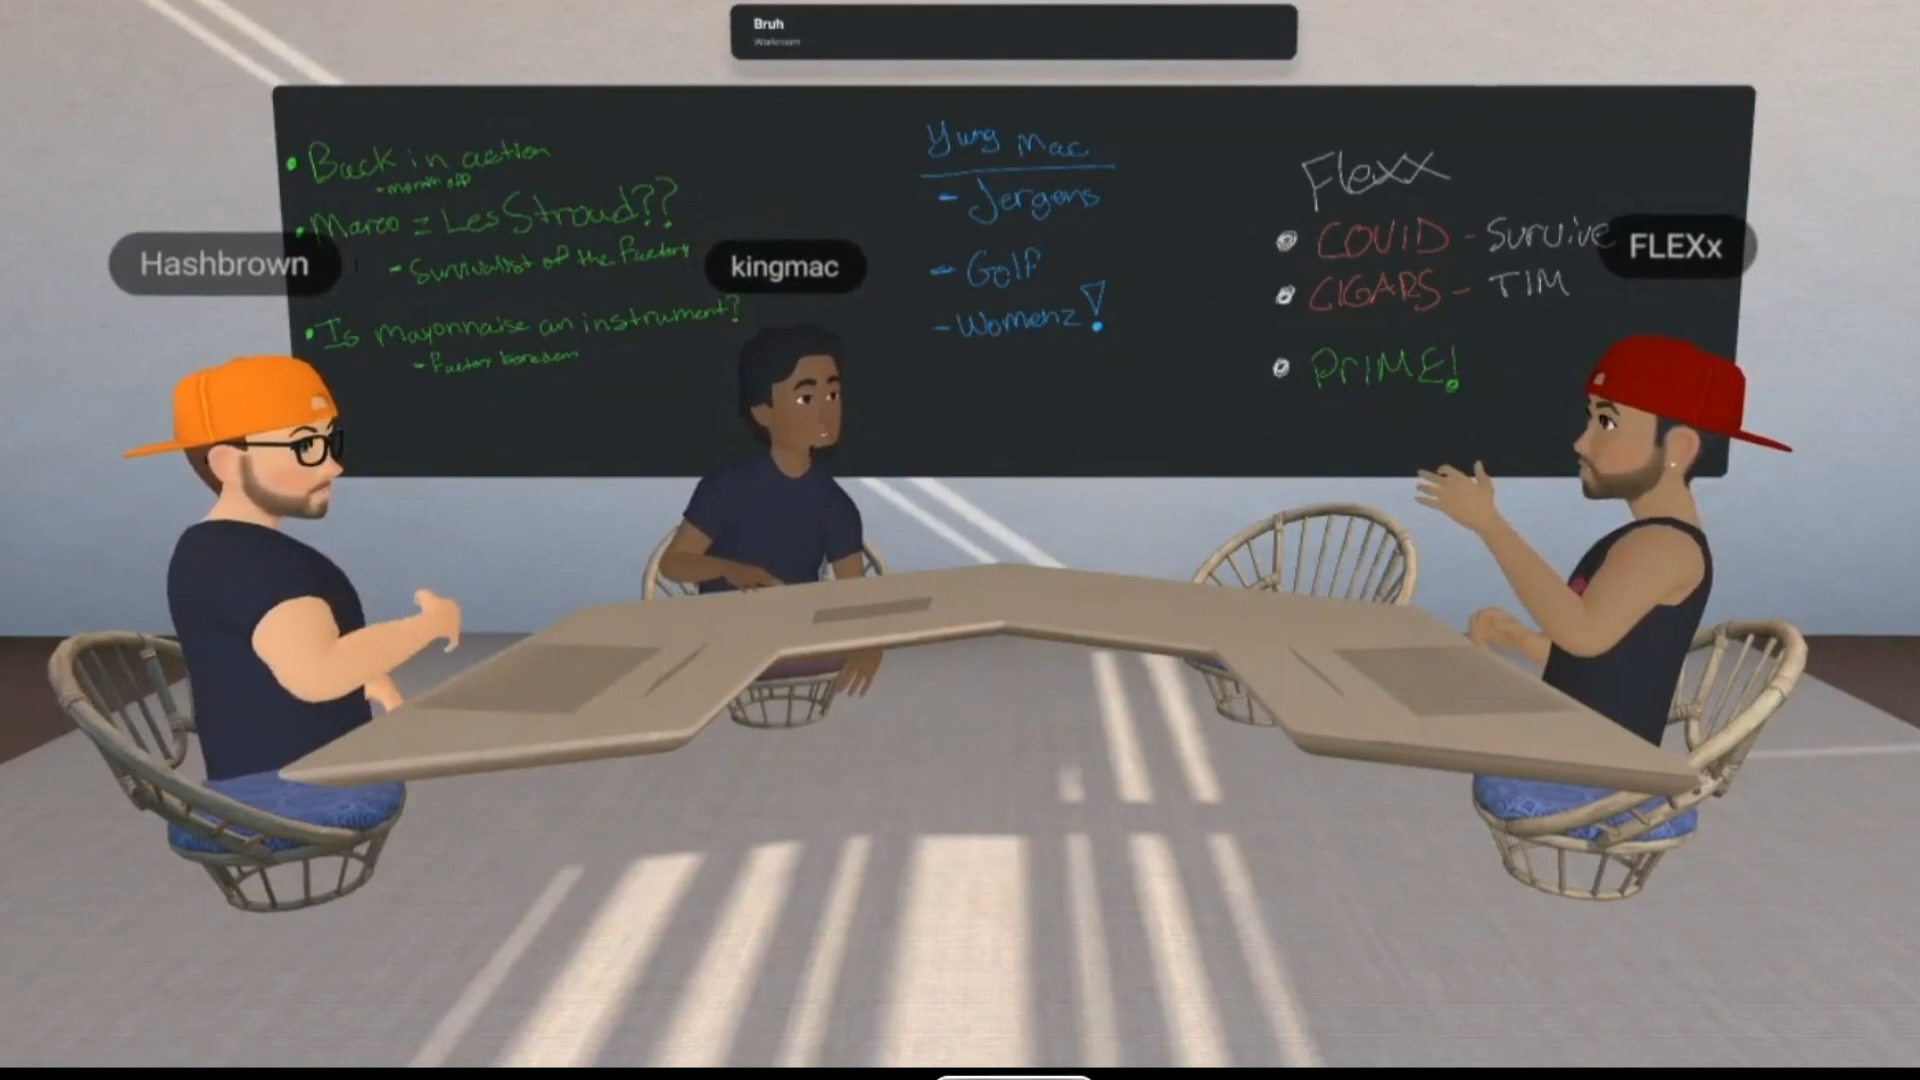 Bruh
Workroom
• Back in action
- month off
• Marco = Les Stroud??
- Survivalist of the Factory
• Is mayonnaise an instrument?
- Factory boredom
Yung Mac
- Jergens
- Golf
- Womenz!
Flexx
• COVID - Survive
• CIGARS - TIM
• PRIME!
Hashbrown
kingmac
FLEXx